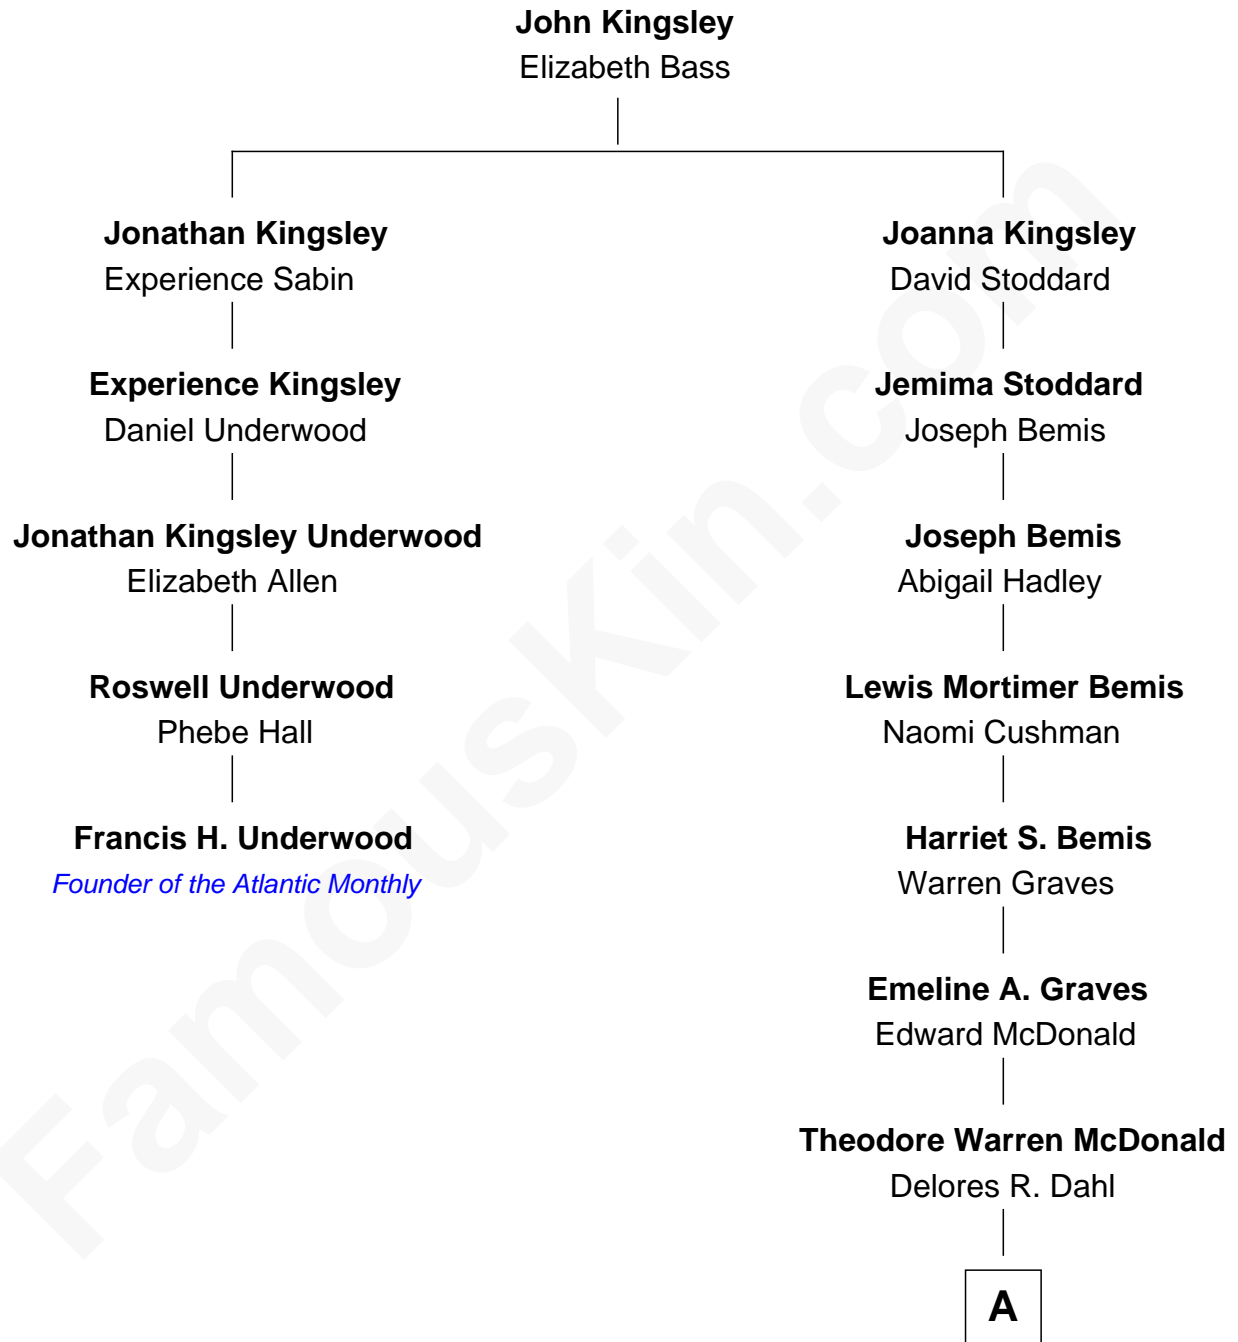 John Kingsley
Elizabeth Bass
Jonathan Kingsley
Experience Sabin
Joanna Kingsley
David Stoddard
Experience Kingsley
Daniel Underwood
Jemima Stoddard
Joseph Bemis
Jonathan Kingsley Underwood
Elizabeth Allen
Joseph Bemis
Abigail Hadley
Roswell Underwood
Phebe Hall
Lewis Mortimer Bemis
Naomi Cushman
Francis H. Underwood
Founder of the Atlantic Monthly
Harriet S. Bemis
Warren Graves
Emeline A. Graves
Edward McDonald
Theodore Warren McDonald
Delores R. Dahl
A
FamousKin.com